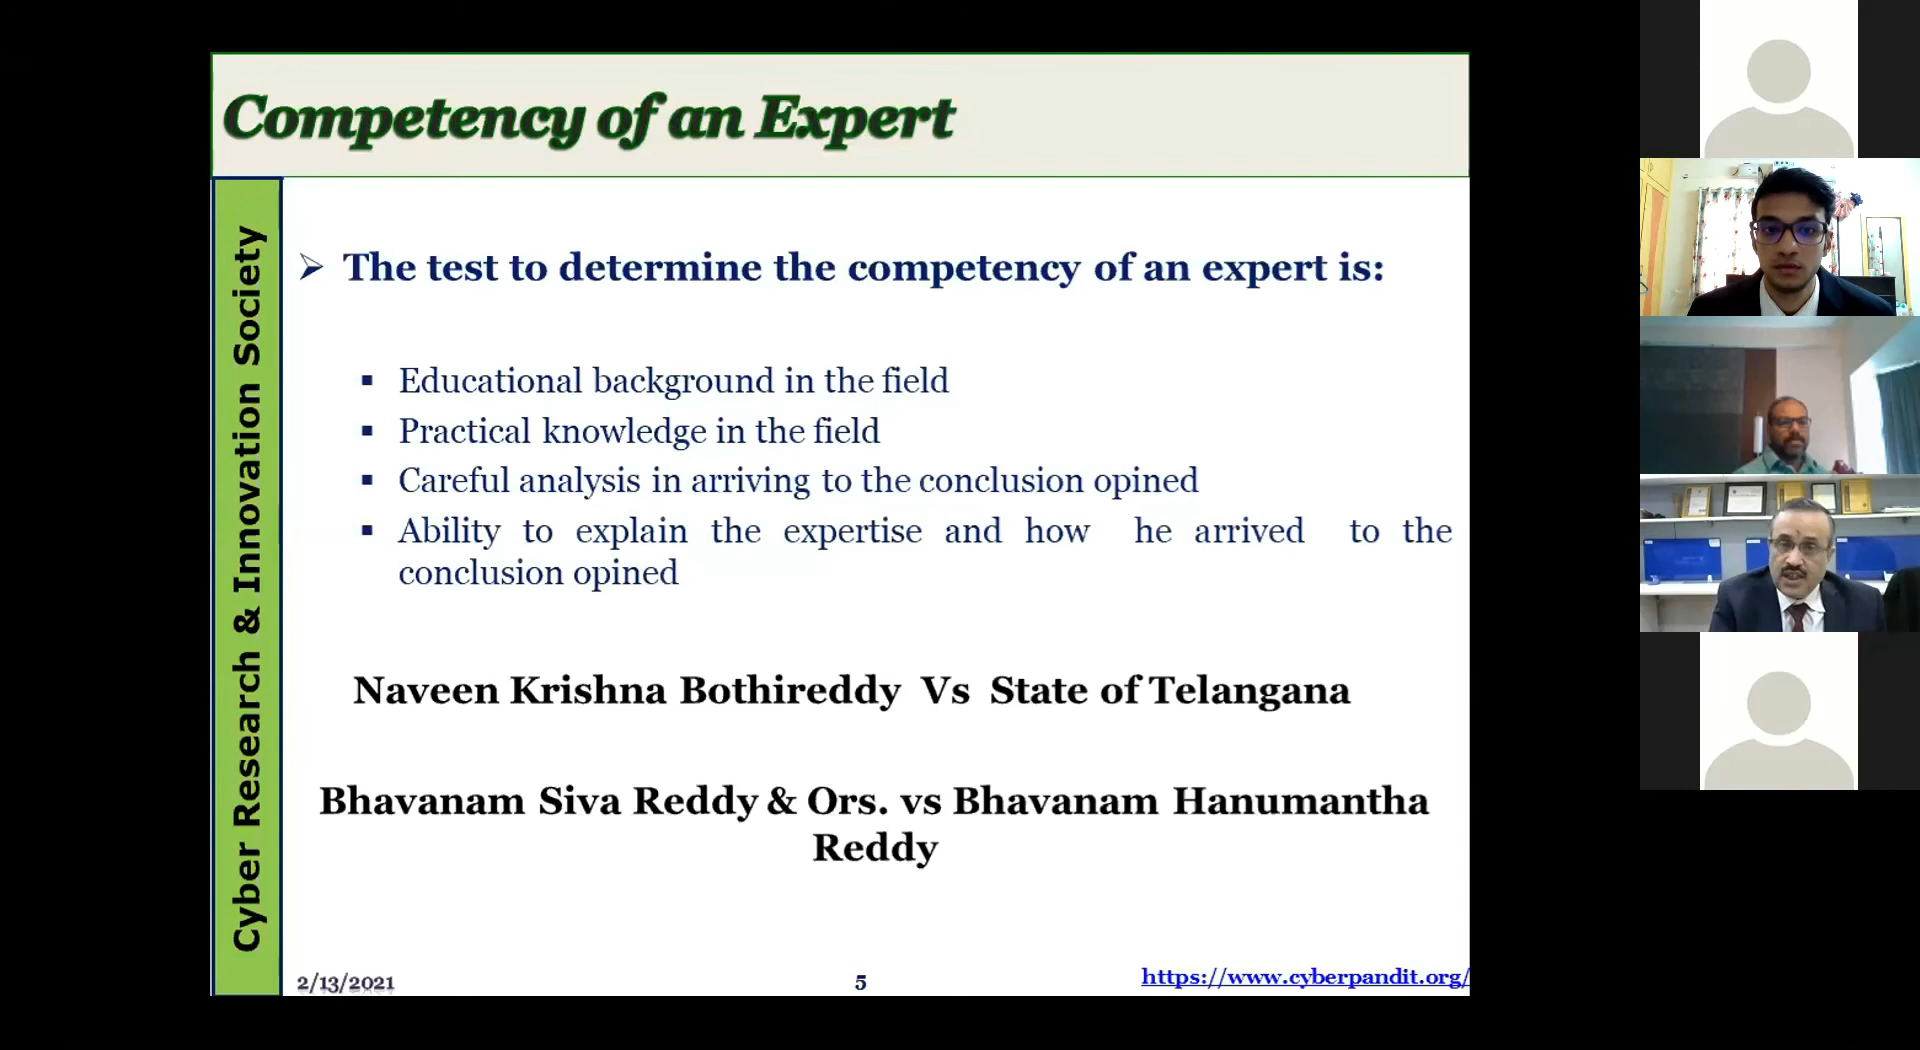 Competency of an Expert
Cyber Research & Innovation Society
➢ The test to determine the competency of an expert is:
▪ Educational background in the field
▪ Practical knowledge in the field
▪ Careful analysis in arriving to the conclusion opined
▪ Ability to explain the expertise and how he arrived to the
conclusion opined
Naveen Krishna Bothireddy Vs State of Telangana
Bhavanam Siva Reddy & Ors. vs Bhavanam Hanumantha
Reddy
2/13/2021
5
https://www.cyberpandit.org/